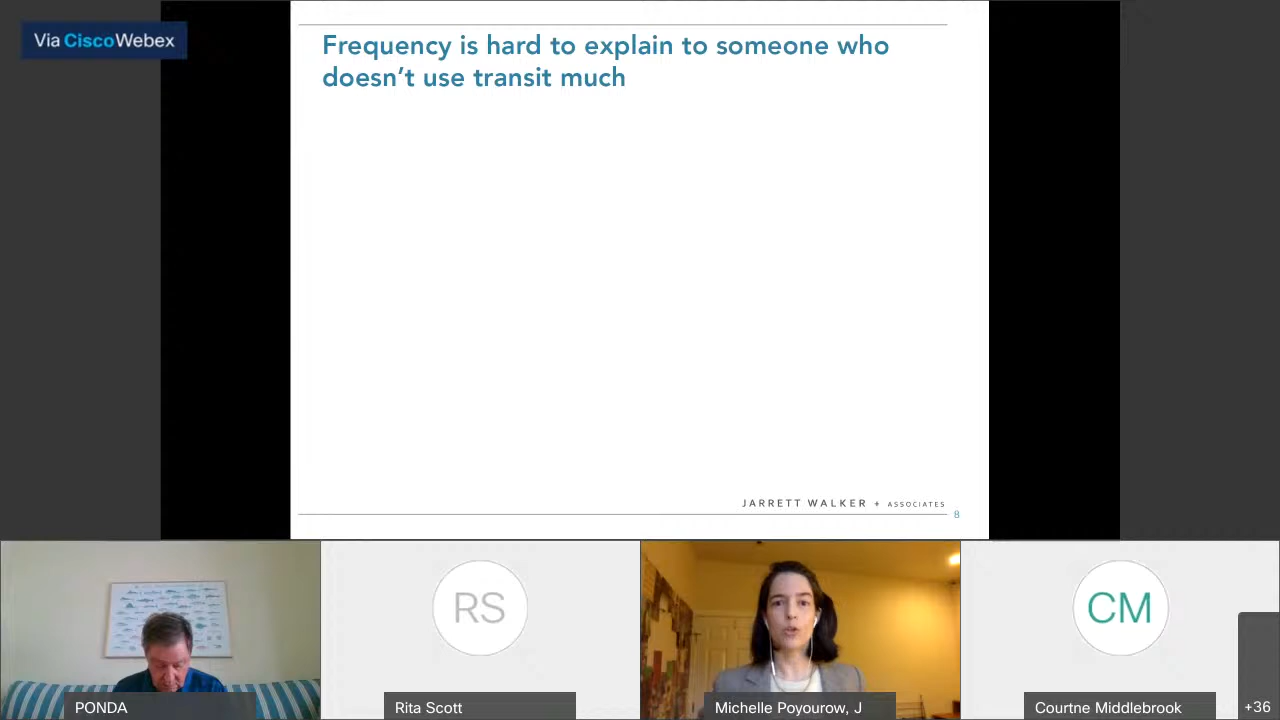 Via CiscoWebex
Frequency is hard to explain to someone who
doesn't use transit much
JARRETT WALKER + ASSOCIATES
8
RS
CM
PONDA
Rita Scott
Michelle Poyourow, J
Courtne Middlebrook
+36